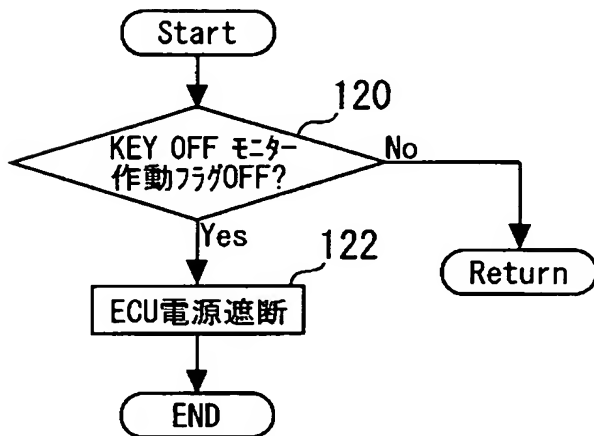 Start
120
KEY OFF モニター
作動フラグOFF?
No
Yes
122
Return
ECU電源遮断
END